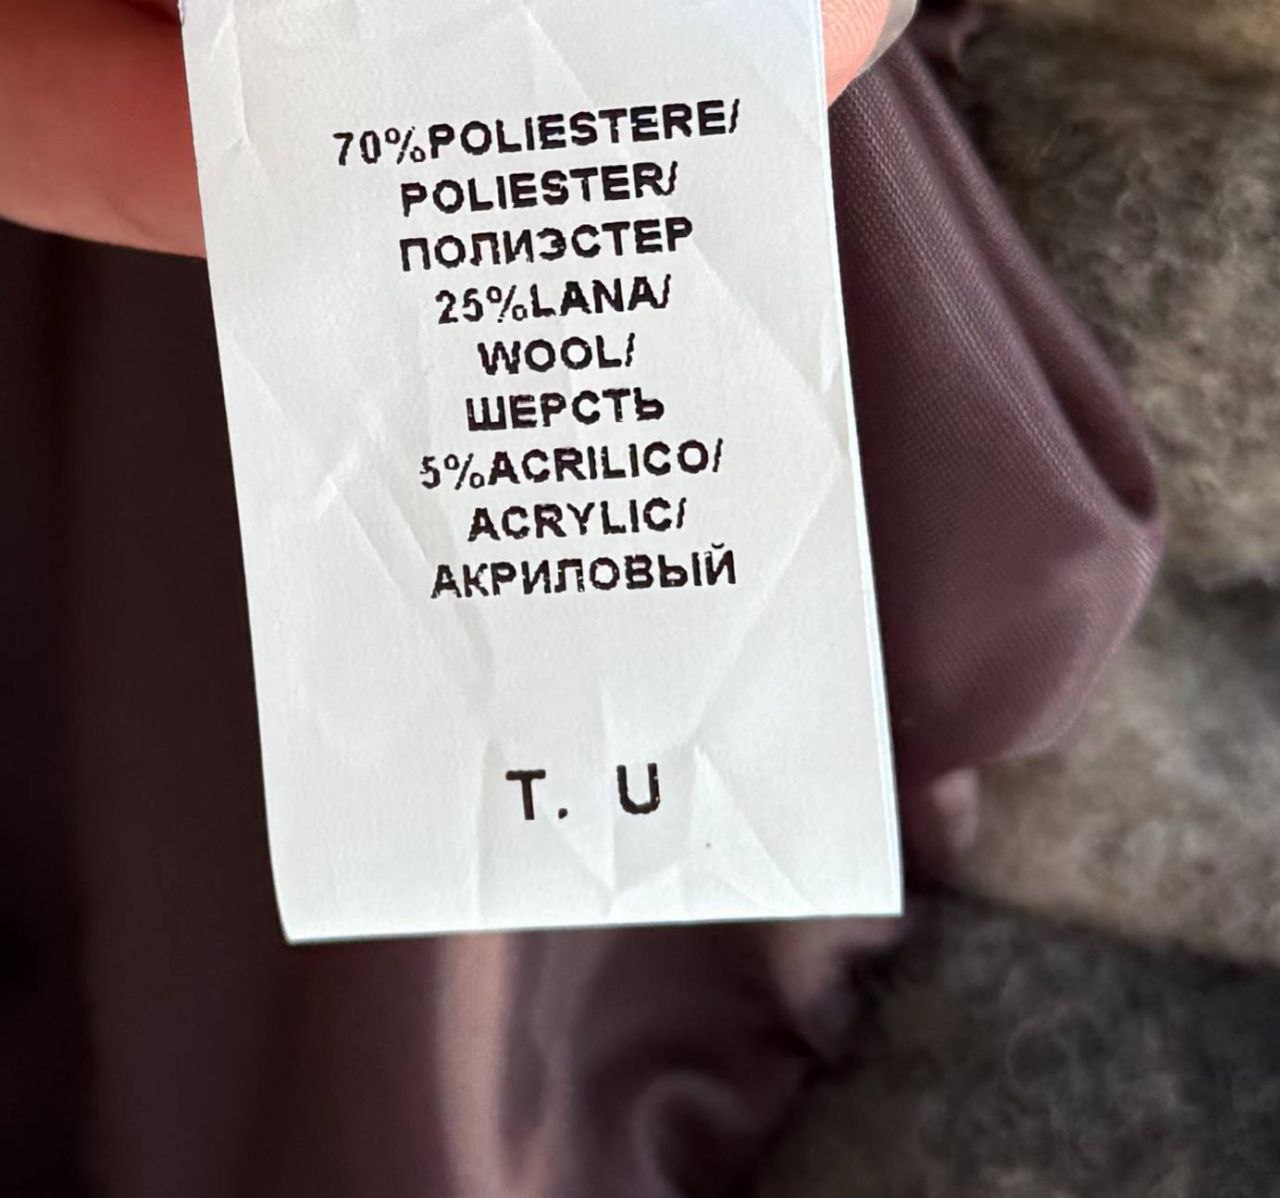 70%POLIESTERE/
POLIESTER/
ПОЛИЭСТЕР
25%LANA/
WOOL/
ШЕРСТЬ
5%ACRILICO/
ACRYLIC/
АКРИЛОВЫЙ
T. U